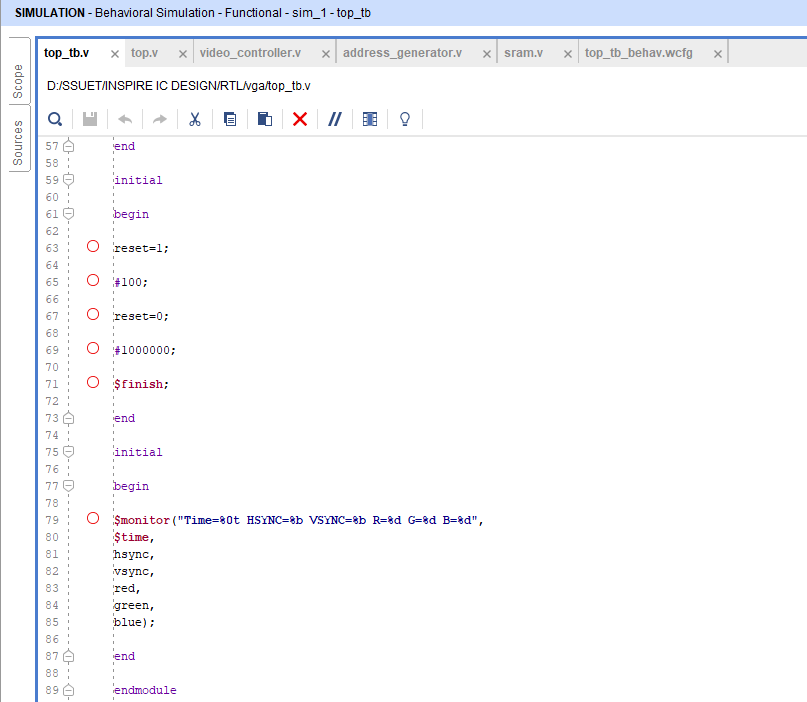 SIMULATION - Behavioral Simulation - Functional - sim_1 - top_tb
Scope
Sources
top_tb.v top.v video_controller.v address_generator.v sram.v top_tb_behav.wcfg
D:/SSUET/INSPIRE IC DESIGN/RTL/vga/top_tb.v
57 end
58
59 initial
60
61 begin
62
63 reset=1;
64
65 #100;
66
67 reset=0;
68
69 #1000000;
70
71 $finish;
72
73 end
74
75 initial
76
77 begin
78
79 $monitor("Time=%0t HSYNC=%b VSYNC=%b R=%d G=%d B=%d",
80 $time,
81 hsync,
82 vsync,
83 red,
84 green,
85 blue);
86
87 end
88
89 endmodule